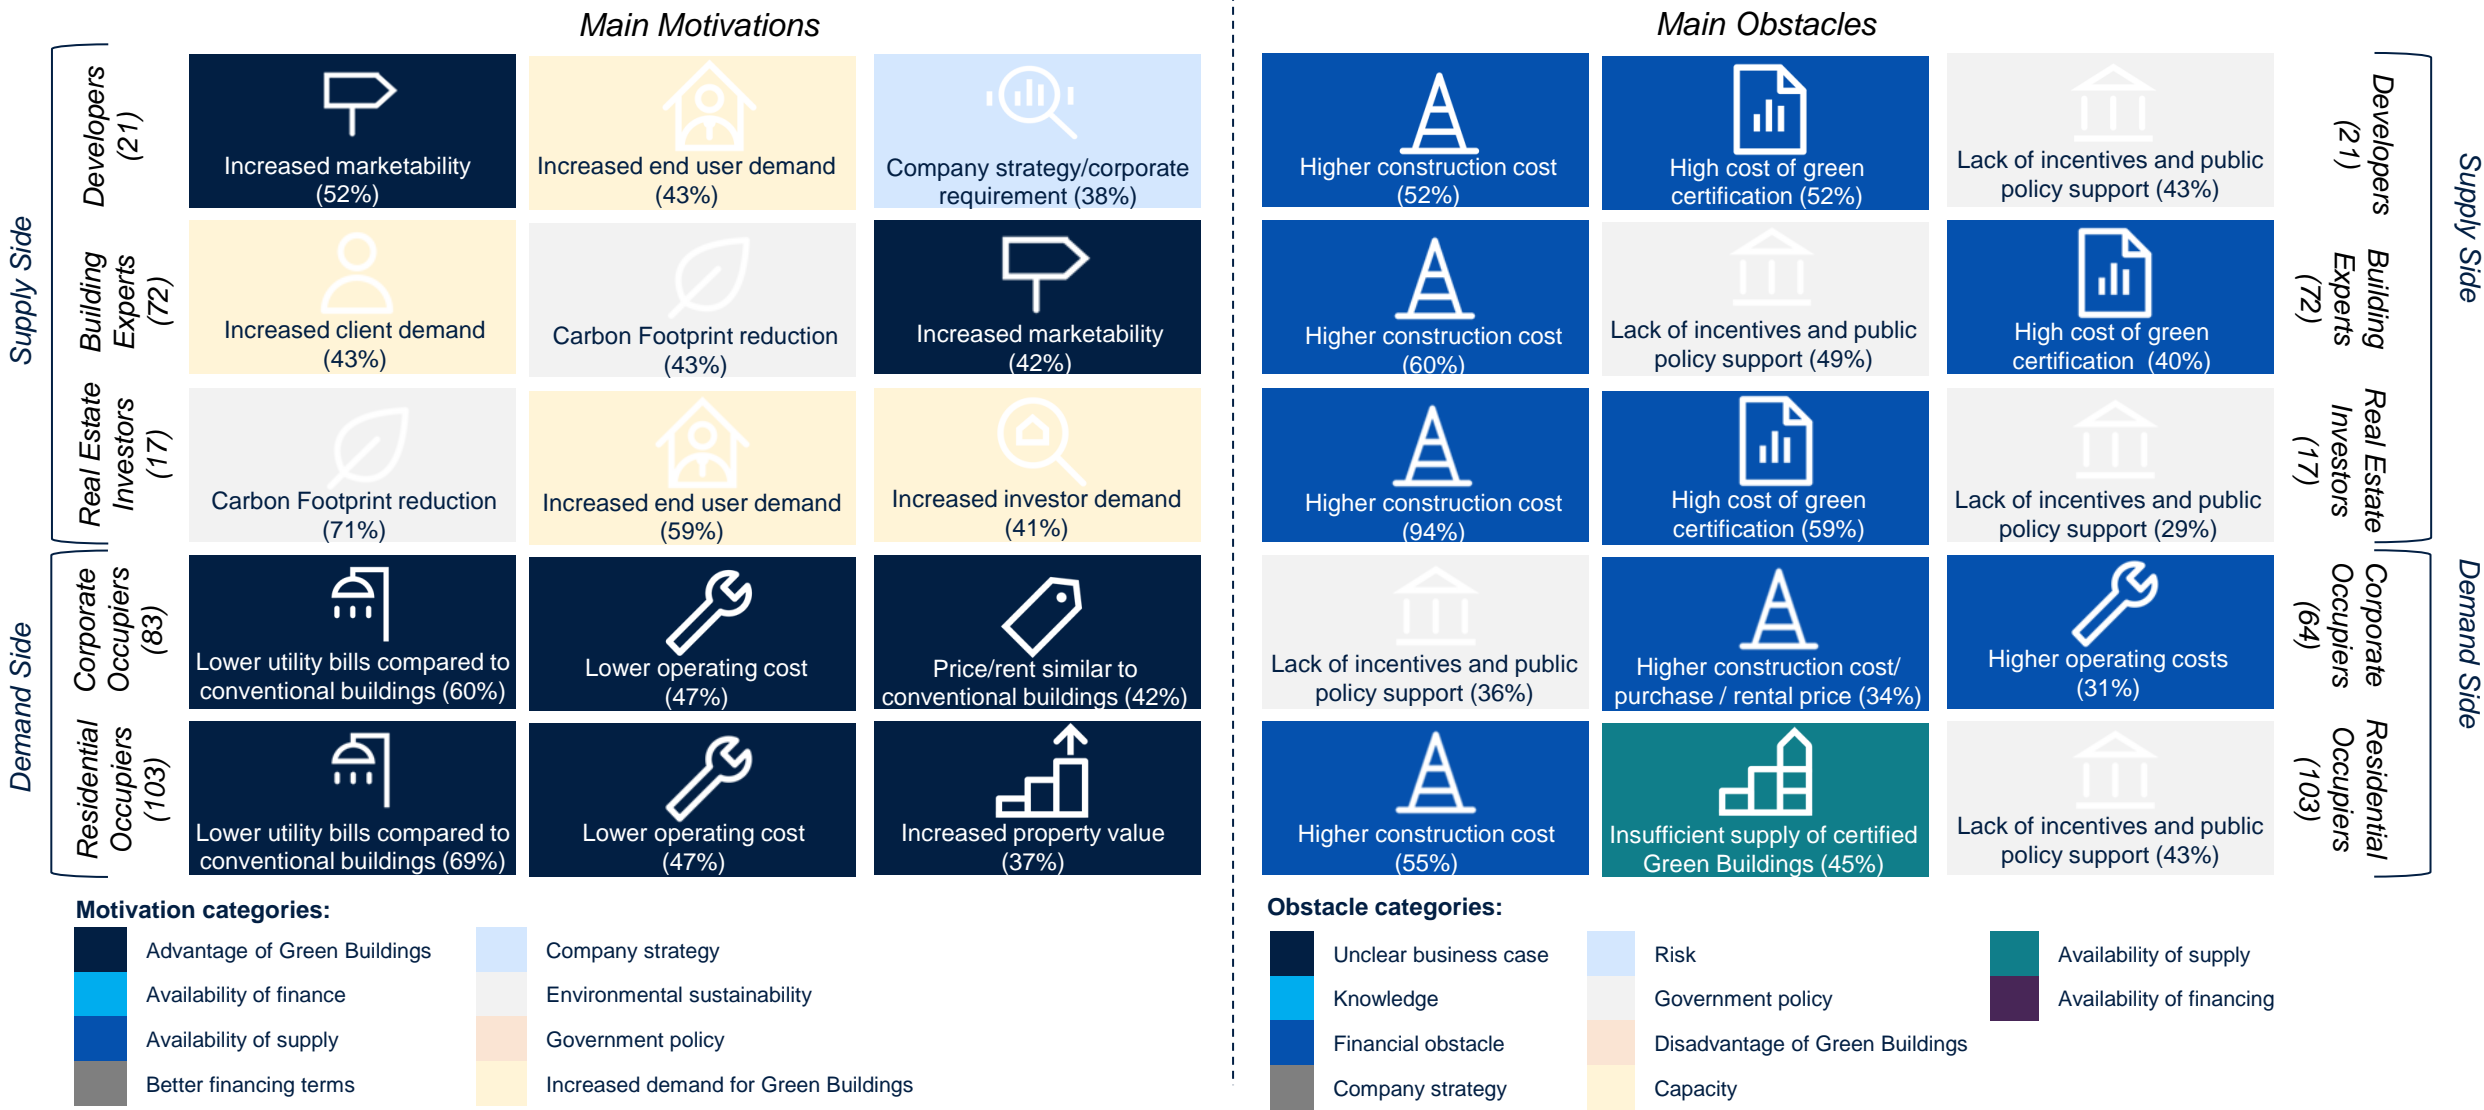 Main Motivations
Main Obstacles
Supply Side
Developers
(21)
Increased marketability
(52%)
Increased end user demand
(43%)
Company strategy/corporate
requirement (38%)
Higher construction cost
(52%)
High cost of green
certification (52%)
Lack of incentives and public
policy support (43%)
Developers
(21)
Supply Side
Building
Experts
(72)
Increased client demand
(43%)
Carbon Footprint reduction
(43%)
Increased marketability
(42%)
Higher construction cost
(60%)
Lack of incentives and public
policy support (49%)
High cost of green
certification  (40%)
Building
Experts
(72)
Real Estate
Investors
(17)
Carbon Footprint reduction
(71%)
Increased end user demand
(59%)
Increased investor demand
(41%)
Higher construction cost
(94%)
High cost of green
certification (59%)
Lack of incentives and public
policy support (29%)
Real Estate
Investors
(17)
Demand Side
Corporate
Occupiers
(83)
Lower utility bills compared to
conventional buildings (60%)
Lower operating cost
(47%)
Price/rent similar to
conventional buildings (42%)
Lack of incentives and public
policy support (36%)
Higher construction cost/
purchase / rental price (34%)
Higher operating costs
(31%)
Corporate
Occupiers
(64)
Demand Side
Residential
Occupiers
(103)
Lower utility bills compared to
conventional buildings (69%)
Lower operating cost
(47%)
Increased property value
(37%)
Higher construction cost
(55%)
Insufficient supply of certified
Green Buildings (45%)
Lack of incentives and public
policy support (43%)
Residential
Occupiers
(103)
Motivation categories:
Advantage of Green Buildings
Availability of finance
Availability of supply
Better financing terms
Company strategy
Environmental sustainability
Government policy
Increased demand for Green Buildings
Obstacle categories:
Unclear business case
Knowledge
Financial obstacle
Company strategy
Risk
Government policy
Disadvantage of Green Buildings
Capacity
Availability of supply
Availability of financing